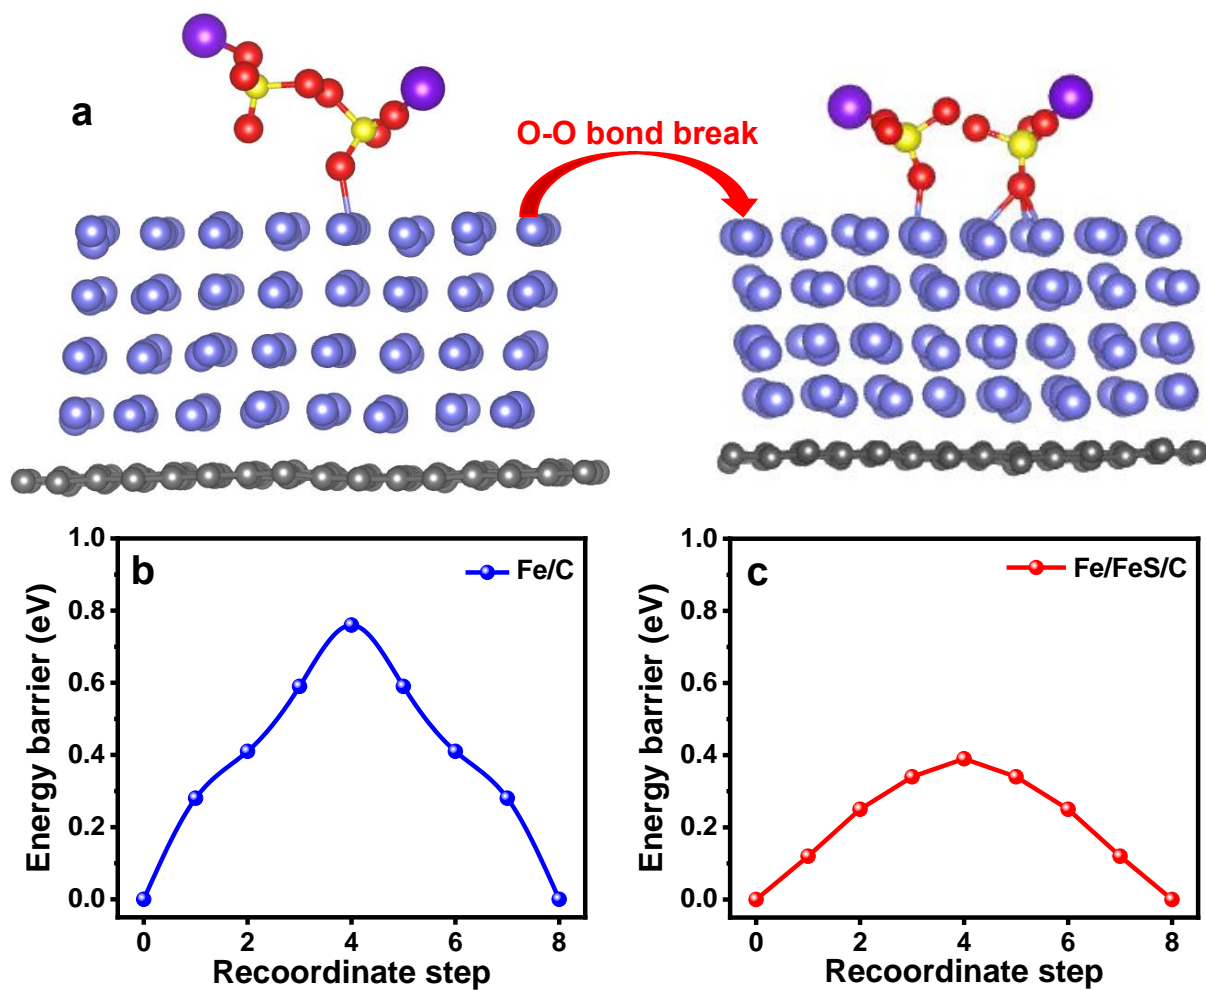 a
O-O bond break
b
Fe/C
Energy barrier (eV)
1.0
0.8
0.6
0.4
0.2
0.0
0 2 4 6 8
Recoordinate step
c
Fe/FeS/C
Energy barrier (eV)
1.0
0.8
0.6
0.4
0.2
0.0
0 2 4 6 8
Recoordinate step